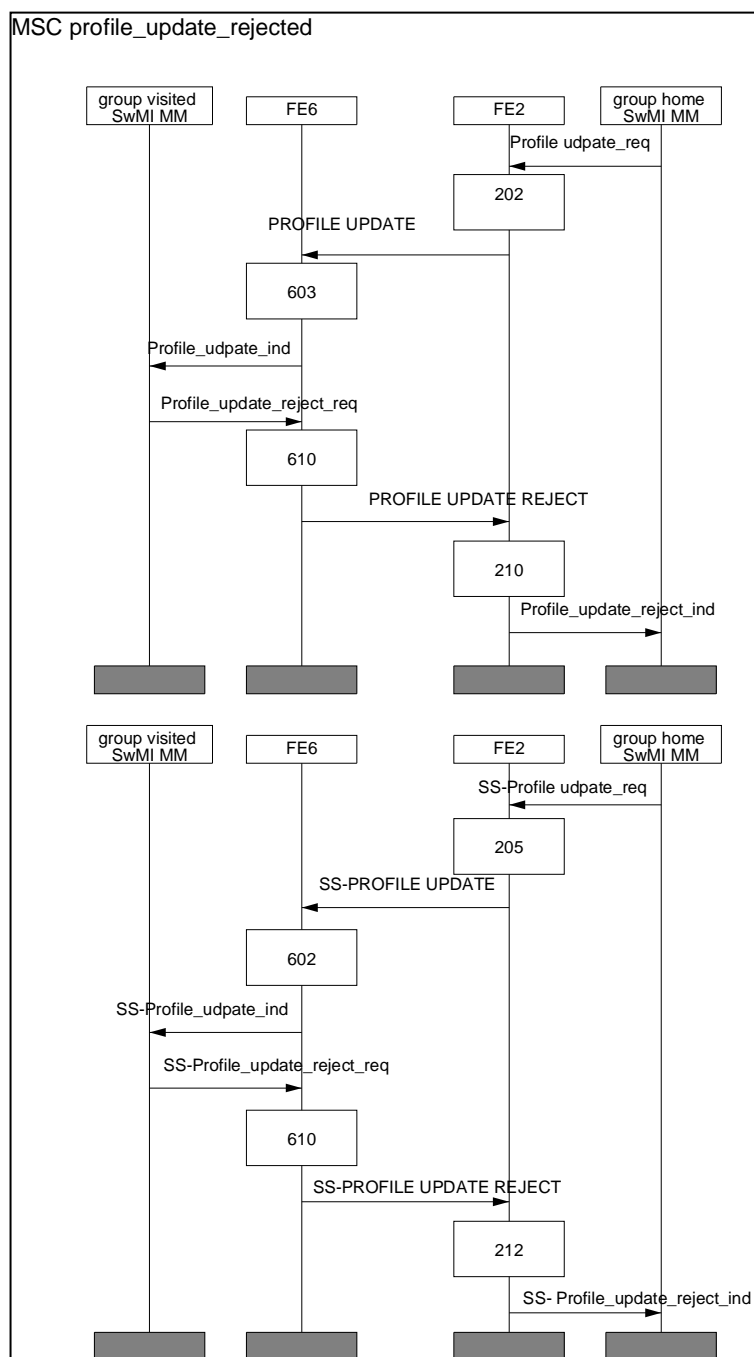 MSC profile_update_rejected
group visited
SwMI MM
FE6
FE2
group home
SwMI MM
Profile udpate_req
202
PROFILE UPDATE
603
Profile_udpate_ind
Profile_update_reject_req
610
PROFILE UPDATE REJECT
210
Profile_update_reject_ind
group visited
SwMI MM
FE6
FE2
group home
SwMI MM
SS-Profile udpate_req
205
SS-PROFILE UPDATE
602
SS-Profile_udpate_ind
SS-Profile_update_reject_req
610
SS-PROFILE UPDATE REJECT
212
SS- Profile_update_reject_ind